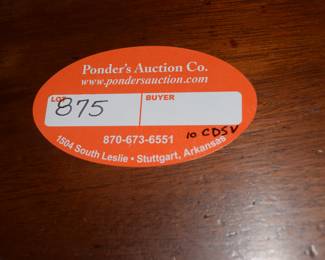 Ponder's Auction Co.
www.pondersauction.com
LOT BUYER
875
870-673-6551
10 CDSV
1504 South Leslie • Stuttgart, Arkansas